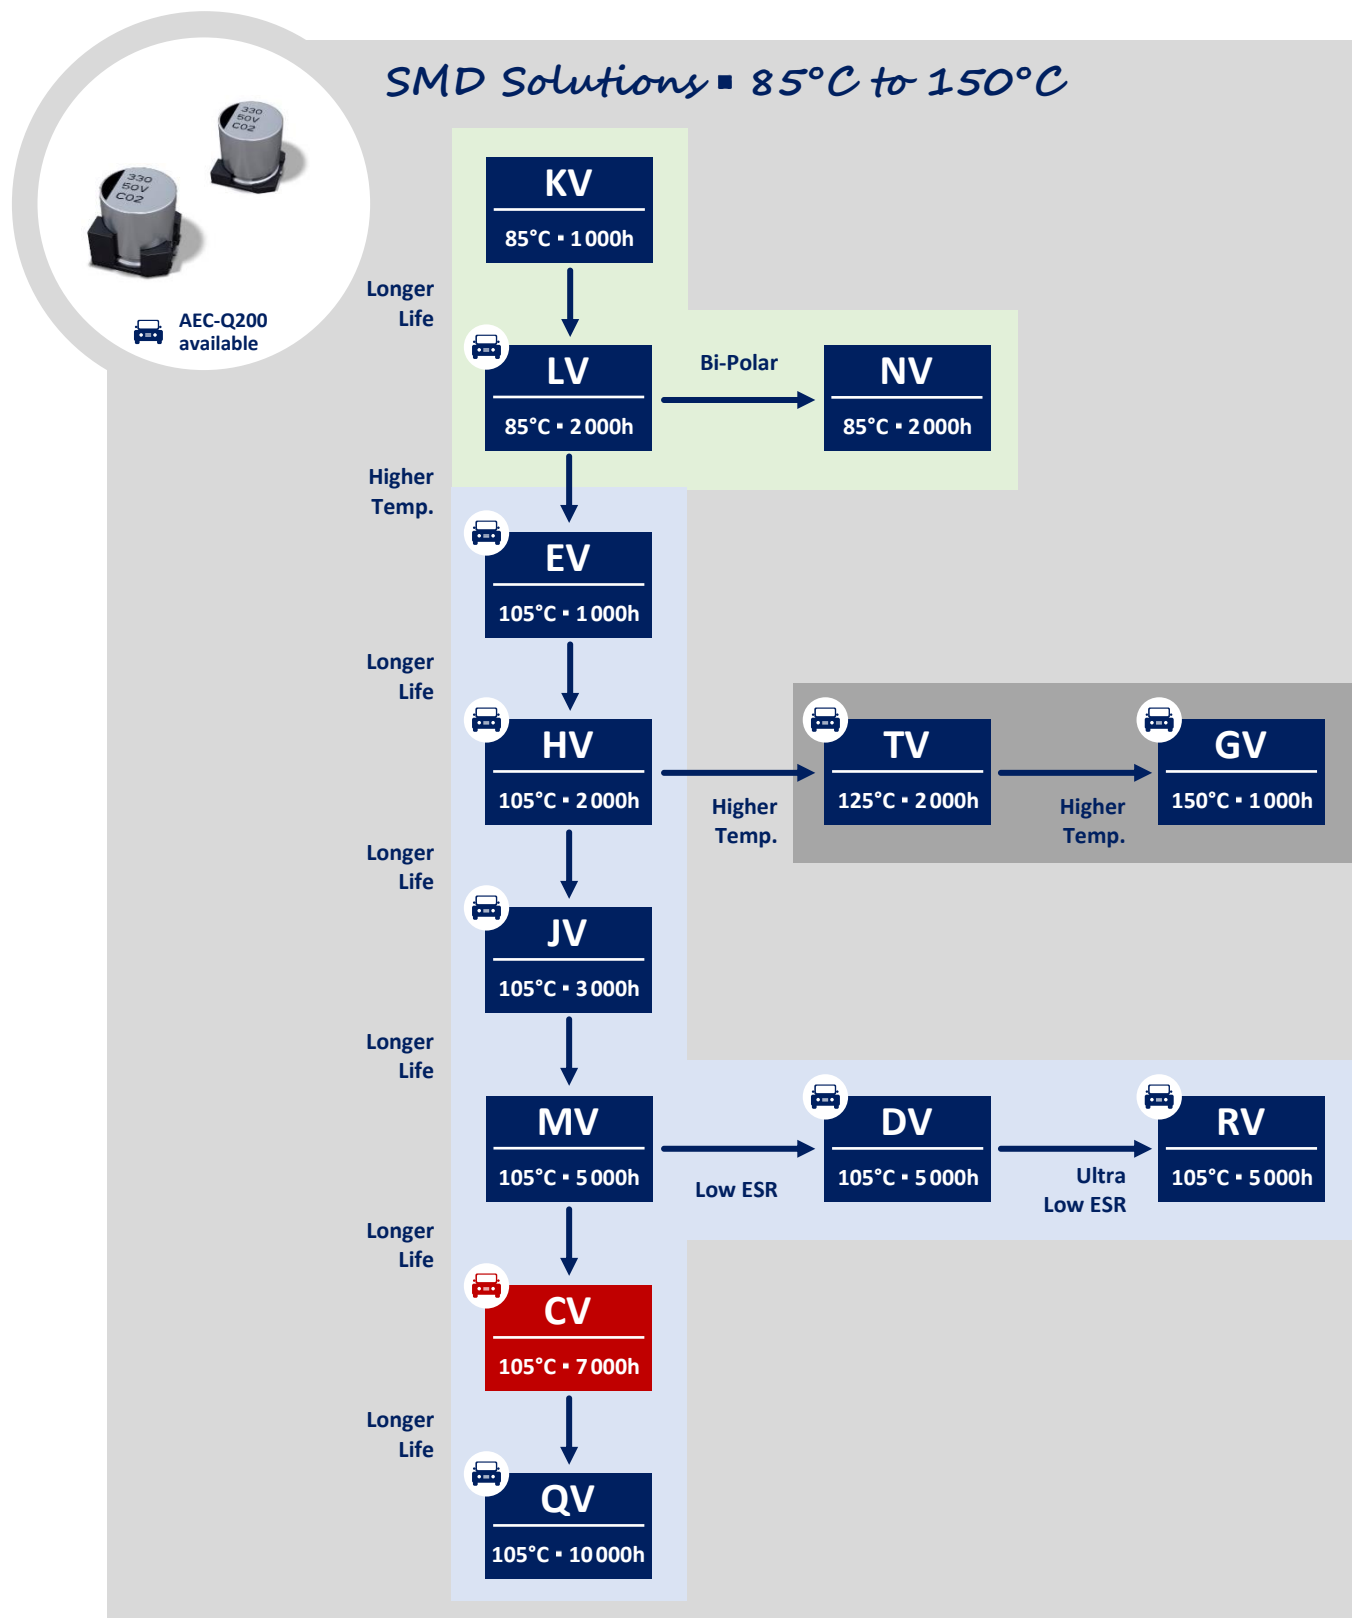 SMD Solutions ▪ 85°C to 150°C
330
50V
C02
330
50V
C02
AEC-Q200
available
KV
85°C ▪ 1000h
Longer
Life
LV
85°C ▪ 2000h
Bi-Polar
NV
85°C ▪ 2000h
Higher
Temp.
EV
105°C ▪ 1000h
Longer
Life
HV
105°C ▪ 2000h
Higher
Temp.
TV
125°C ▪ 2000h
Higher
Temp.
GV
150°C ▪ 1000h
Longer
Life
JV
105°C ▪ 3000h
Longer
Life
MV
105°C ▪ 5000h
Low ESR
DV
105°C ▪ 5000h
Ultra
Low ESR
RV
105°C ▪ 5000h
Longer
Life
CV
105°C ▪ 7000h
Longer
Life
QV
105°C ▪ 10000h